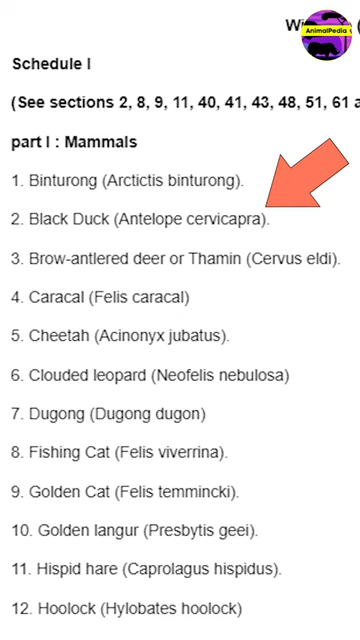 AnimalPedia
Schedule I
(See sections 2, 8, 9, 11, 40, 41, 43, 48, 51, 61
part I : Mammals
1. Binturong (Arctictis binturong).
2. Black Duck (Antelope cervicapra).
3. Brow-antlered deer or Thamin (Cervus eldi).
4. Caracal (Felis caracal)
5. Cheetah (Acinonyx jubatus).
6. Clouded leopard (Neofelis nebulosa)
7. Dugong (Dugong dugon)
8. Fishing Cat (Felis viverrina).
9. Golden Cat (Felis temmincki).
10. Golden langur (Presbytis geei).
11. Hispid hare (Caprolagus hispidus).
12. Hoolock (Hylobates hoolock)